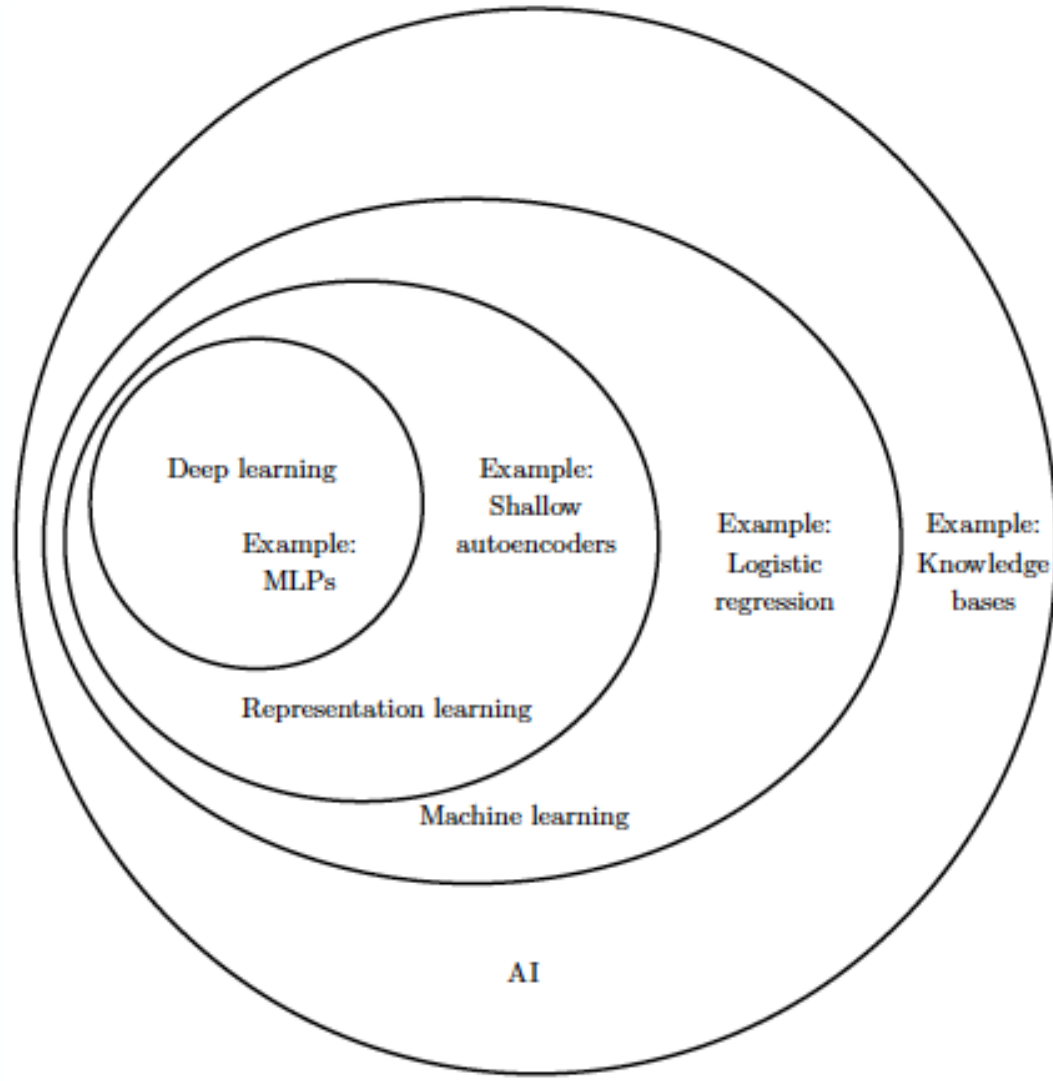 Deep learning
Example:
MLPs
Example:
Shallow
autoencoders
Example:
Logistic
regression
Example:
Knowledge
bases
Representation learning
Machine learning
AI